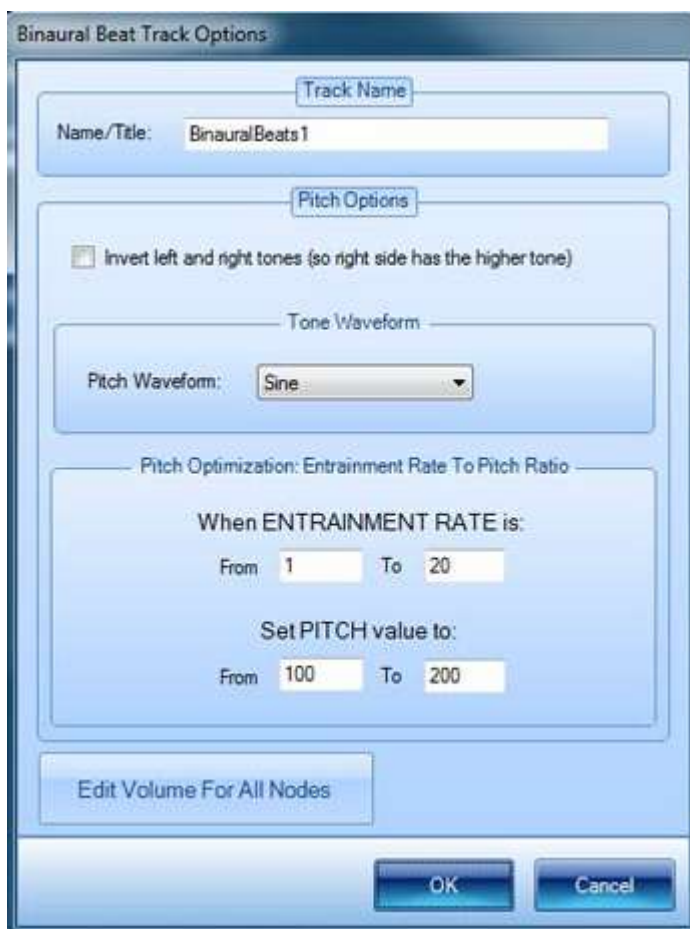 Binaural Beat Track Options
Track Name
Name/Title: BinauralBeats1
Pitch Options
Invert left and right tones (so right side has the higher tone)
Tone Waveform
Pitch Waveform: Sine
Pitch Optimization: Entrainment Rate To Pitch Ratio
When ENTRAINMENT RATE is:
From 1 To 20
Set PITCH value to:
From 100 To 200
Edit Volume For All Nodes
OK Cancel